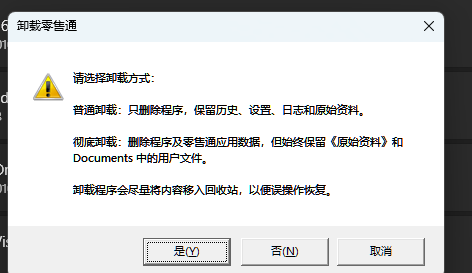 卸载零售通
请选择卸载方式：
普通卸载：只删除程序，保留历史、设置、日志和原始资料。
彻底卸载：删除程序及零售通应用数据，但始终保留《原始资料》和
Documents 中的用户文件。
卸载程序会尽量将内容移入回收站，以便误操作恢复。
是(Y)
否(N)
取消